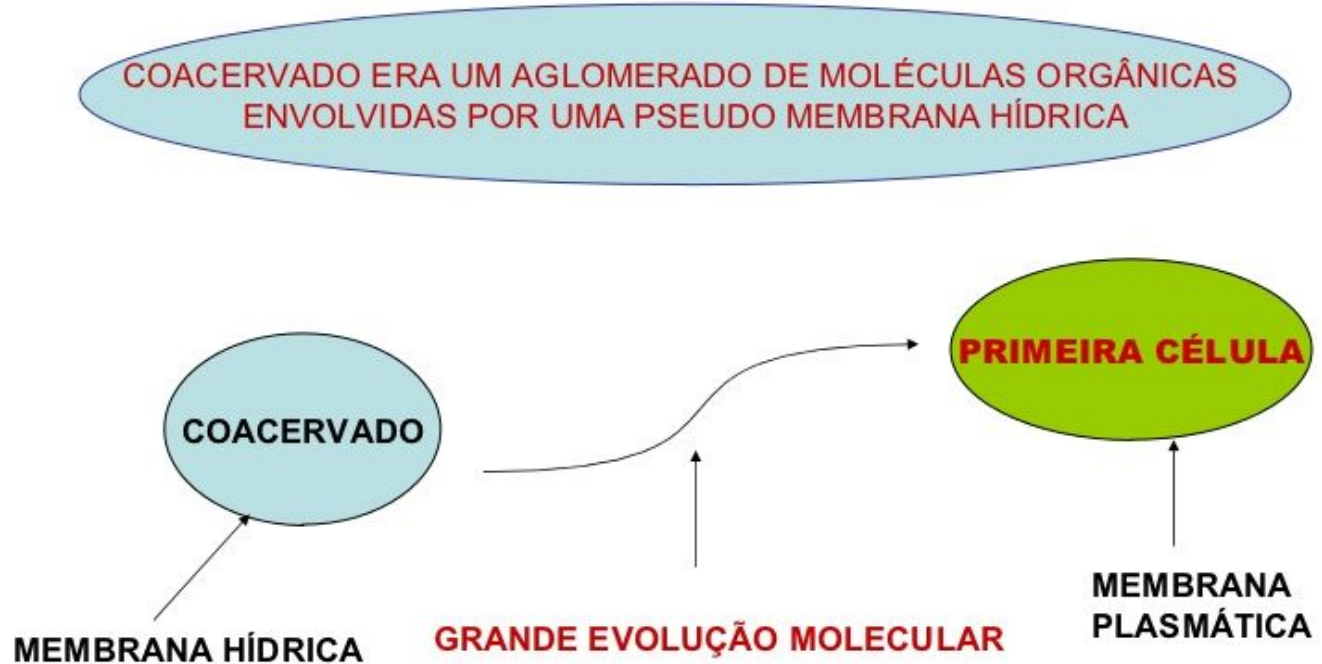 COACERVADO ERA UM AGLOMERADO DE MOLÉCULAS ORGÂNICAS
ENVOLVIDAS POR UMA PSEUDO MEMBRANA HÍDRICA
PRIMEIRA CÉLULA
COACERVADO
MEMBRANA
PLASMÁTICA
GRANDE EVOLUÇÃO MOLECULAR
MEMBRANA HÍDRICA